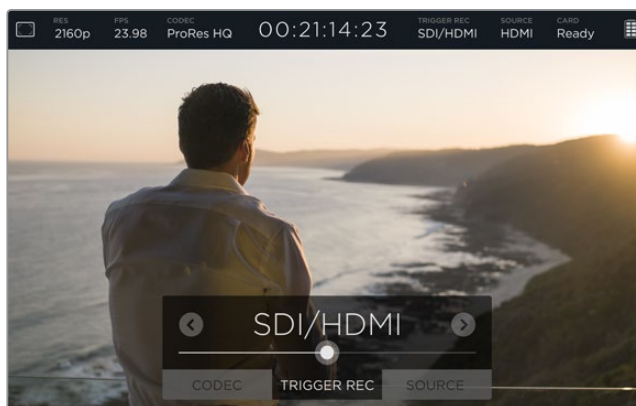 RES FPS CODEC TRIGGER REC SOURCE CARD
2160p 23.98 ProRes HQ 00:21:14:23 SDI/HDMI HDMI Ready
SDI/HDMI
CODEC TRIGGER REC SOURCE